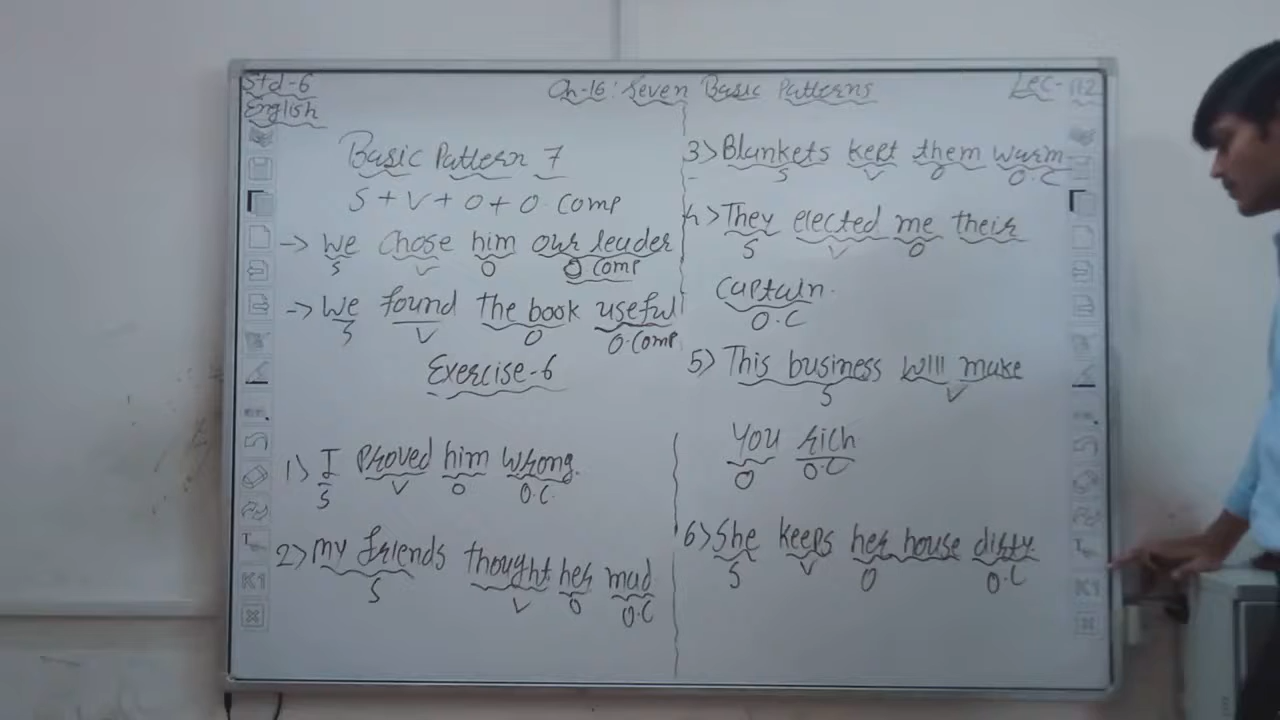 Std-6
English
Ch-16: Seven Basic Patterns
Lec-112
Basic Pattern 7
S + V + O + O. Comp
-> We chose him our leader
S V O O Comp
-> We found the book useful
S V O O. Comp
Exercise-6
1) I proved him wrong.
S V O O.C.
2) My friends thought her mad.
S V O O.C
3) Blankets kept them warm
S V O O.C
4) They elected me their
S V O
captain.
O.C
5) This business will make
S V
you rich
O O.C
6) She keeps her house dirty
S V O O.C